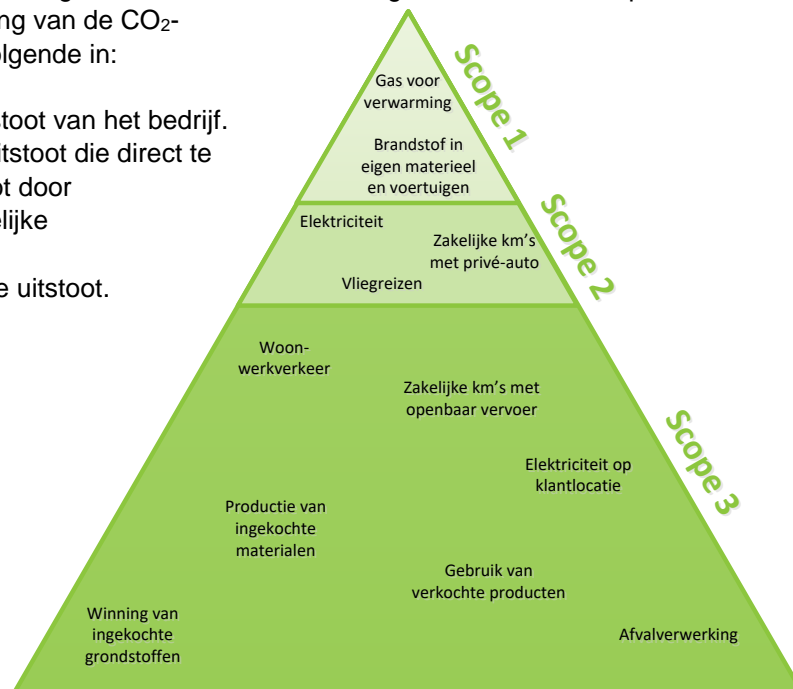 ng van de CO₂-
olgende in:
stoot van het bedrijf.
uitstoot die direct te
ot door
elijke
e uitstoot.
Scope 1
Gas voor
verwarming
Brandstof in
eigen materieel
en voertuigen
Scope 2
Elektriciteit
Zakelijke km's
met privé-auto
Vliegreizen
Scope 3
Woon-
werkverkeer
Zakelijke km's met
openbaar vervoer
Elektriciteit op
klantlocatie
Productie van
ingekochte
materialen
Gebruik van
verkochte producten
Winning van
ingekochte
grondstoffen
Afvalverwerking